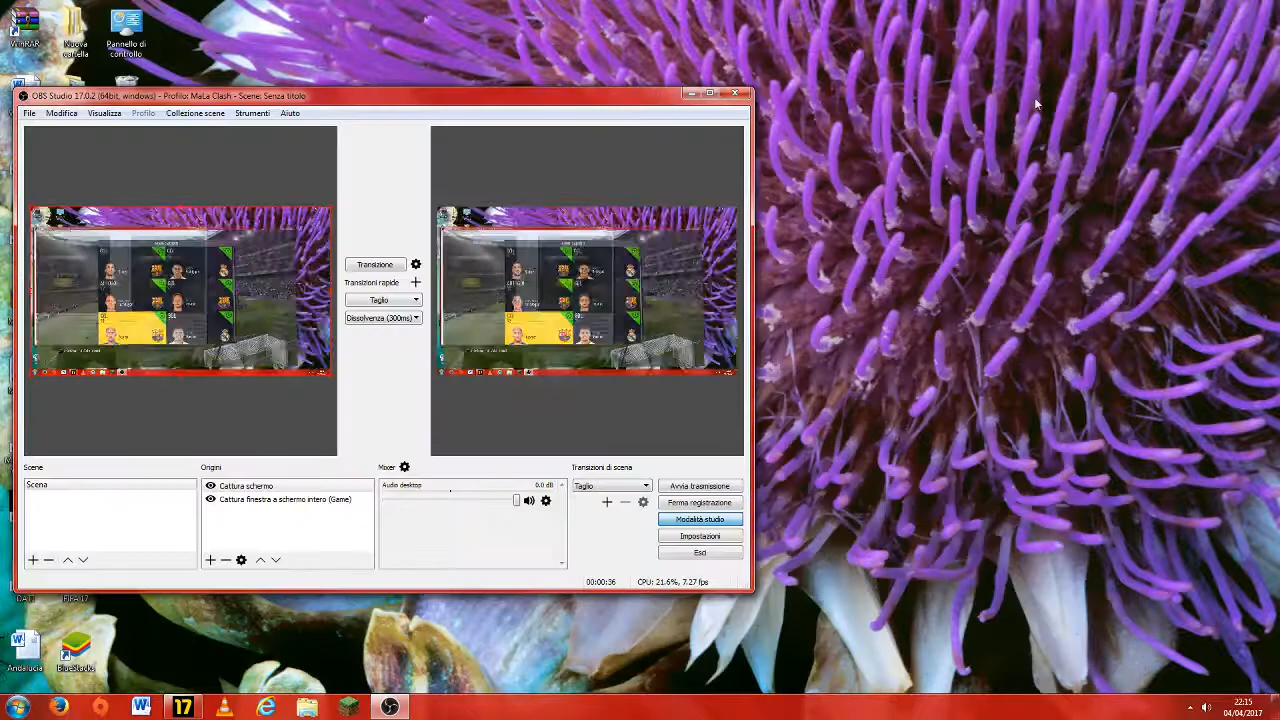 WinRAR
Nuova cartella
Pannello di controllo
OBS Studio 17.0.2 (64bit, windows) - Profilo: MaLa Clash - Scene: Senza titolo
File Modifica Visualizza Profilo Collezione scene Strumenti Aiuto
Transizione
Transizioni rapide
Taglio
Dissolvenza (300ms)
Scene
Scena
Origini
Cattura schermo
Cattura finestra a schermo intero (Game)
Mixer
Audio desktop 0.0 dB
Transizioni di scena
Taglio
Avvia trasmissione
Ferma registrazione
Modalità studio
Impostazioni
Esci
00:00:36 CPU: 21.6%, 7.27 fps
DATI
FIFA 17
Andalucia
BlueStacks
17
22:15
04/04/2017